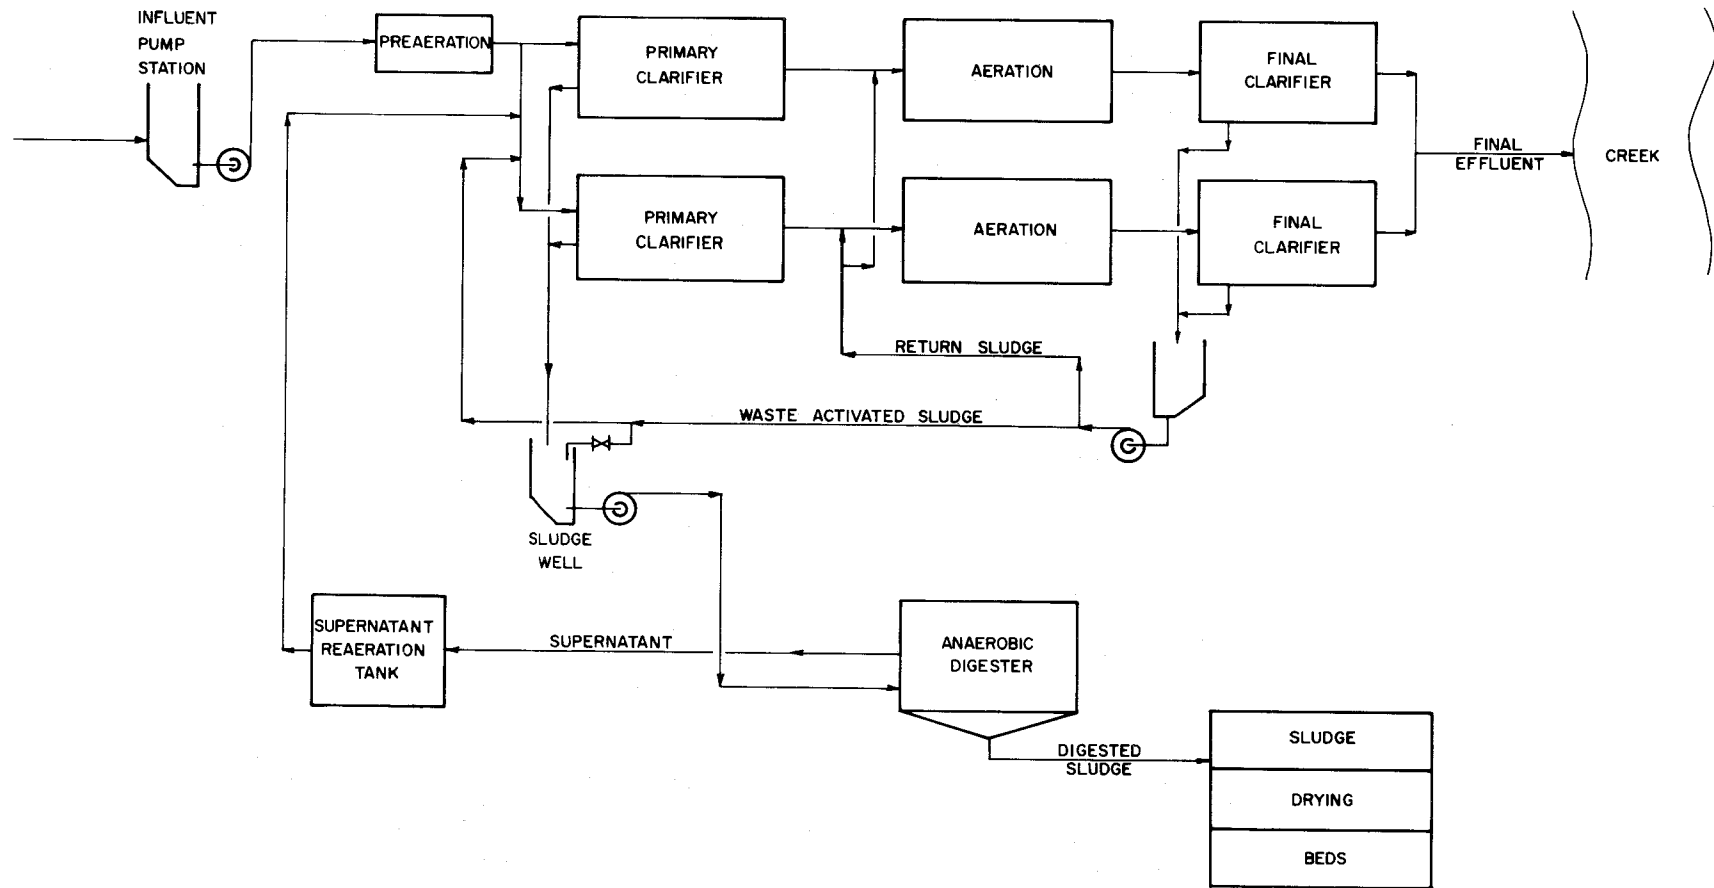 INFLUENT
PUMP
STATION
PREAERATION
PRIMARY
CLARIFIER
AERATION
FINAL
CLARIFIER
FINAL
EFFLUENT
CREEK
PRIMARY
CLARIFIER
AERATION
FINAL
CLARIFIER
RETURN SLUDGE
WASTE ACTIVATED SLUDGE
SLUDGE
WELL
SUPERNATANT
REAERATION
TANK
SUPERNATANT
ANAEROBIC
DIGESTER
DIGESTED
SLUDGE
SLUDGE
DRYING
BEDS